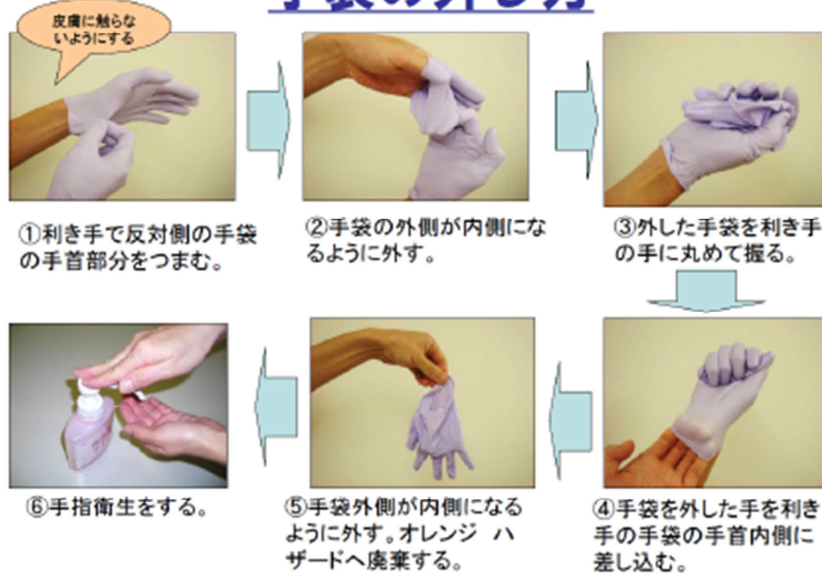 手袋の外し方
皮膚に触らな
いようにする
①利き手で反対側の手袋
の手首部分をつまむ。
②手袋の外側が内側にな
るように外す。
③外した手袋を利き手
の手に丸めて握る。
④手袋を外した手を利き
手の手袋の手首内側に
差し込む。
⑤手袋外側が内側になる
ように外す。オレンジ ハ
ザードへ廃棄する。
⑥手指衛生をする。